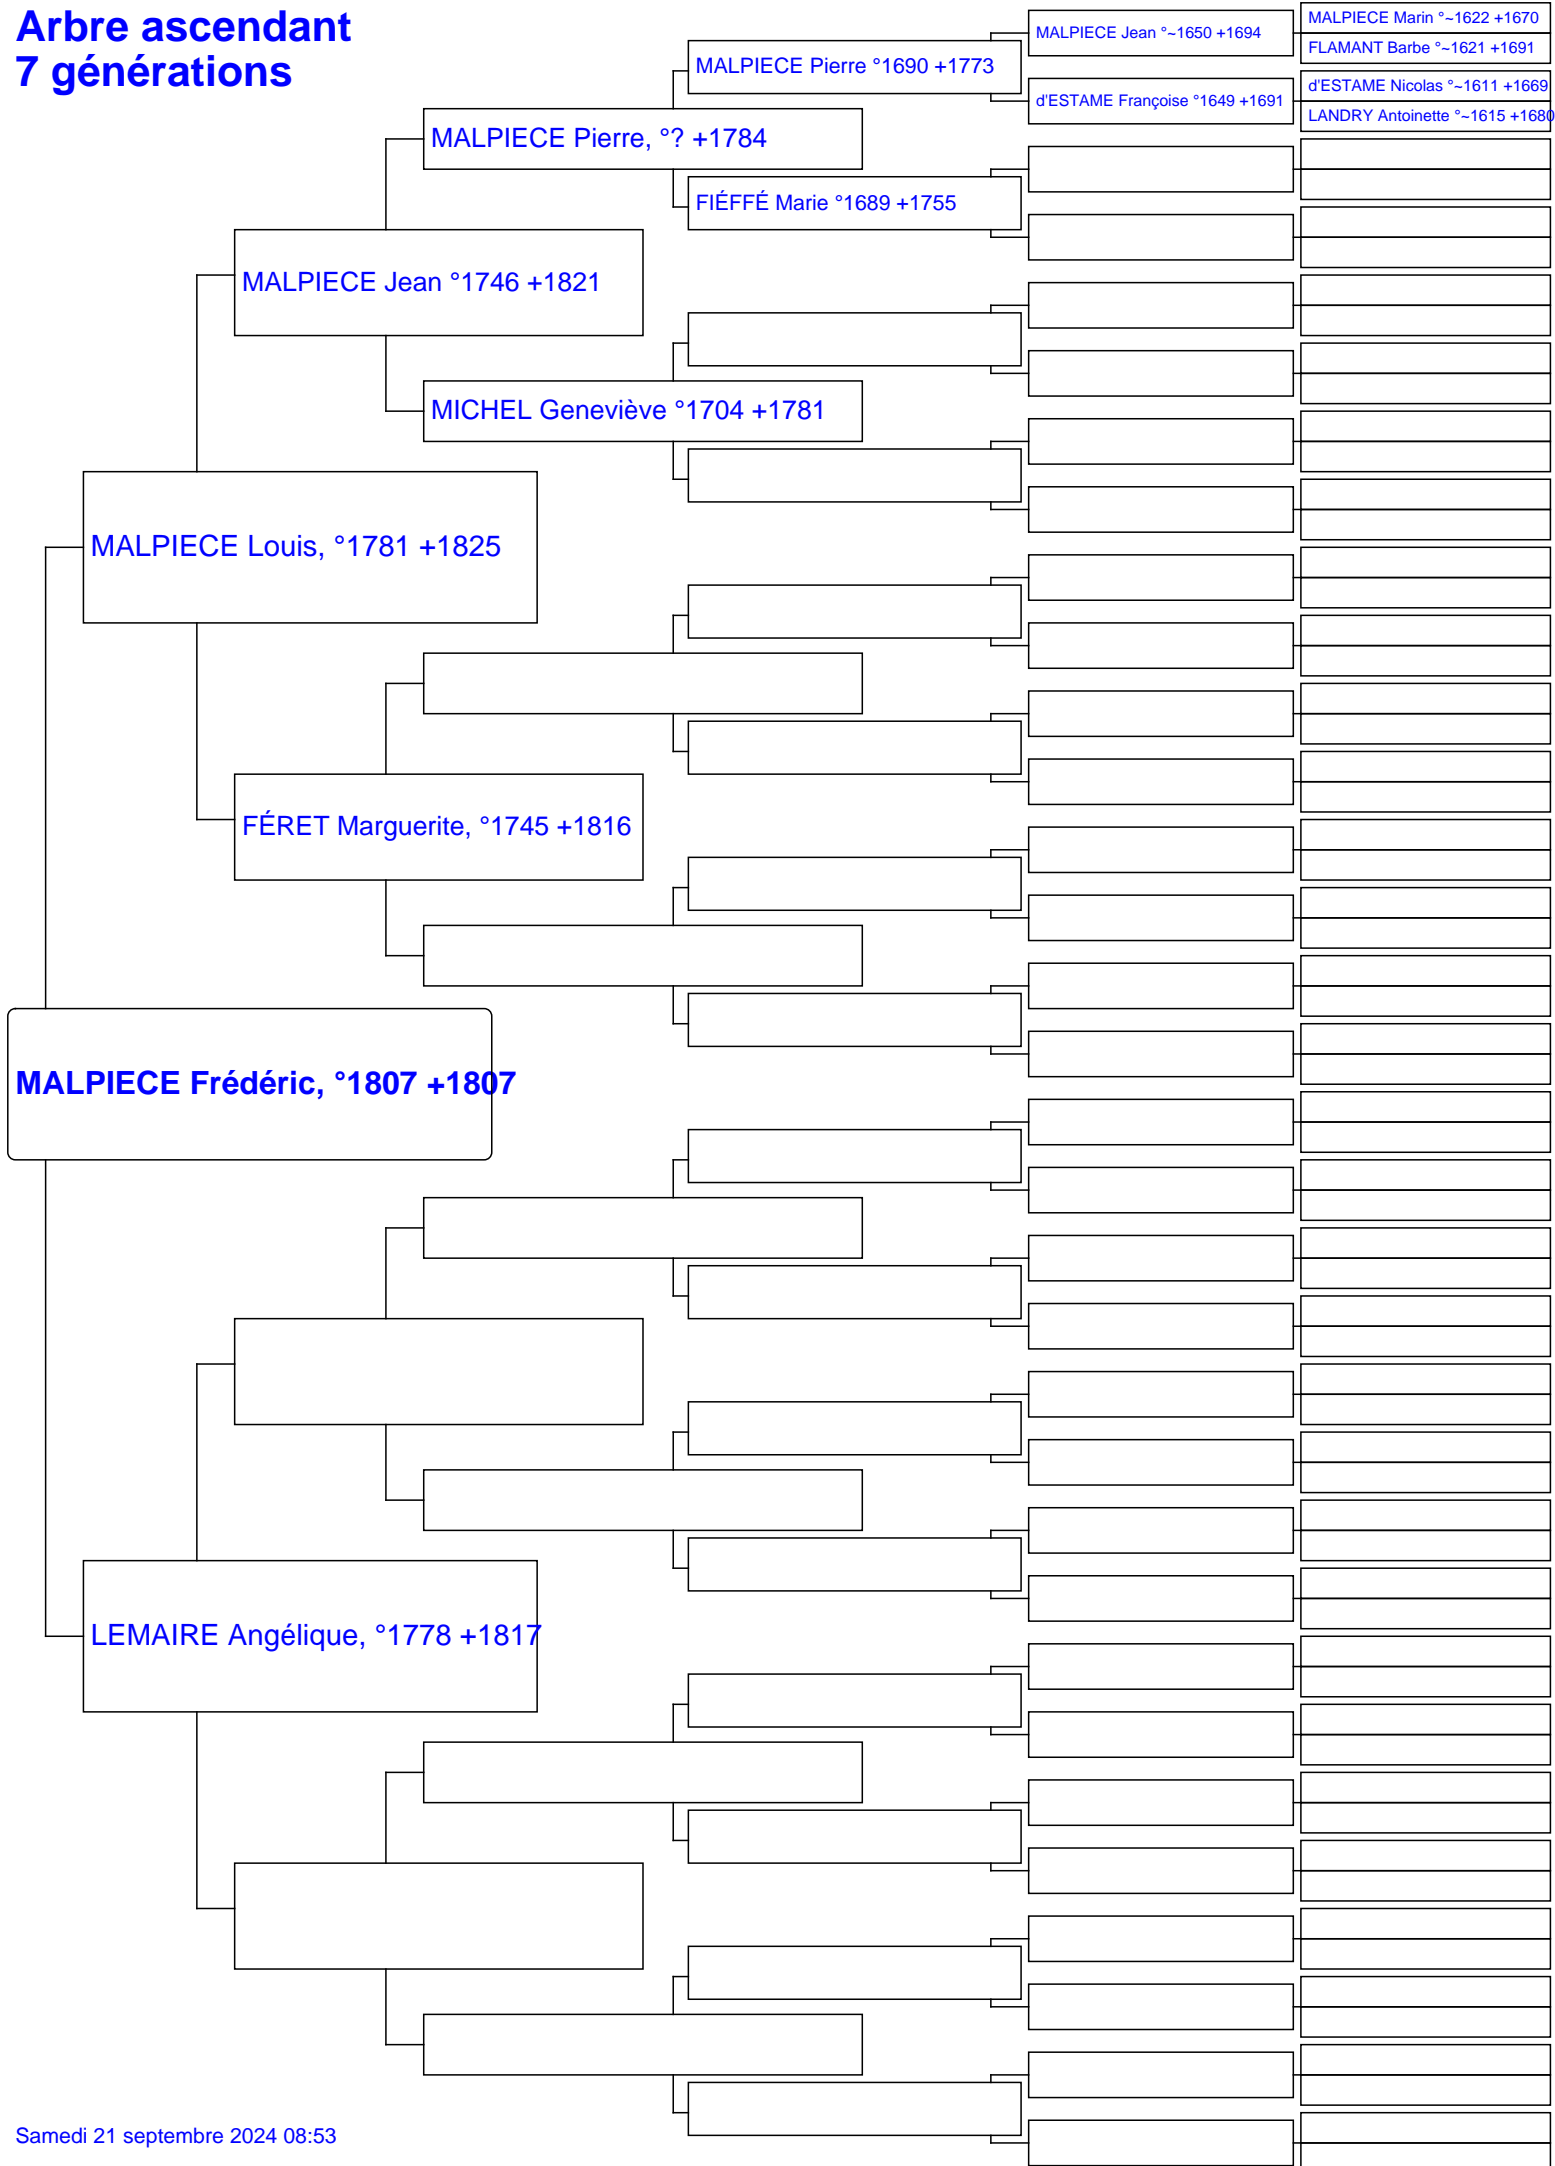 Arbre ascendant
7 générations
MALPIECE Marin °~1622 +1670
MALPIECE Jean °~1650 +1694
FLAMANT Barbe °~1621 +1691
MALPIECE Pierre °1690 +1773
d'ESTAME Nicolas °~1611 +1669
d'ESTAME Françoise °1649 +1691
LANDRY Antoinette °~1615 +1680
MALPIECE Pierre, °? +1784
FIÉFFÉ Marie °1689 +1755
MALPIECE Jean °1746 +1821
MICHEL Geneviève °1704 +1781
MALPIECE Louis, °1781 +1825
FÉRET Marguerite, °1745 +1816
MALPIECE Frédéric, °1807 +1807
LEMAIRE Angélique, °1778 +1817
Samedi 21 septembre 2024 08:53